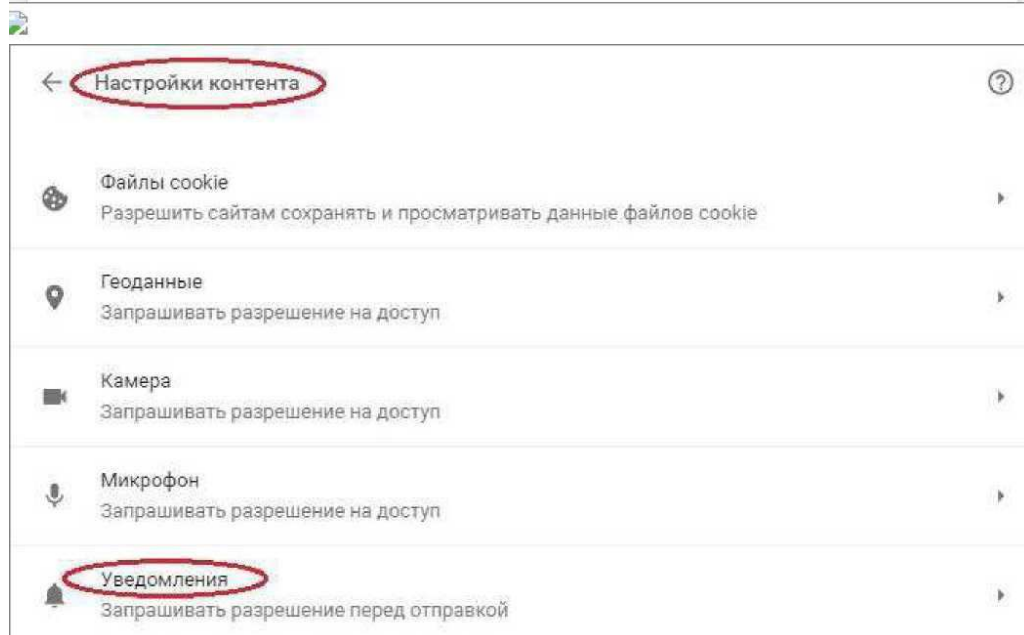 Настройки контента
Файлы cookie
Разрешить сайтам сохранять и просматривать данные файлов cookie
Геоданные
Запрашивать разрешение на доступ
Камера
Запрашивать разрешение на доступ
Микрофон
Запрашивать разрешение на доступ
Уведомления
Запрашивать разрешение перед отправкой